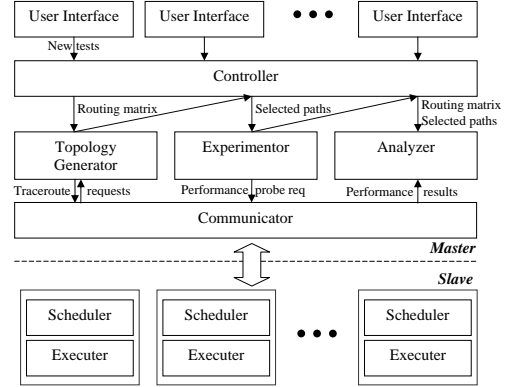 User Interface User Interface User Interface
New tests
Controller
Routing matrix Selected paths Routing matrix
Selected paths
Topology
Generator
Experimentor
Analyzer
Traceroute requests Performance probe req Performance results
Communicator
Master
Slave
Scheduler Scheduler Scheduler
Executer Executer Executer